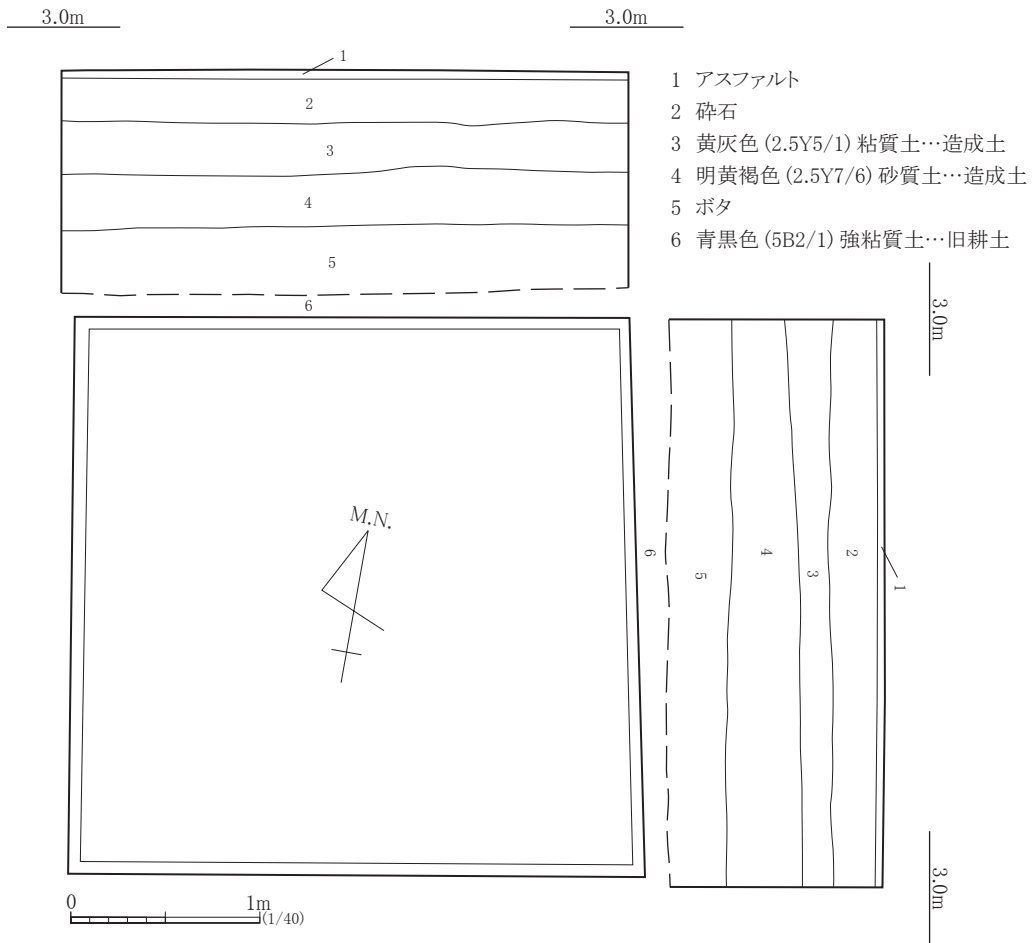 3.0m
3.0m
1
2
3
4
5
6
1 アスファルト
2 砕石
3 黄灰色 (2.5Y5/1) 粘質土…造成土
4 明黄褐色 (2.5Y7/6) 砂質土…造成土
5 ボタ
6 青黒色 (5B2/1) 強粘質土…旧耕土
3.0m
M.N.
6
5
4
3
2
1
3.0m
0 1m
(1/40)